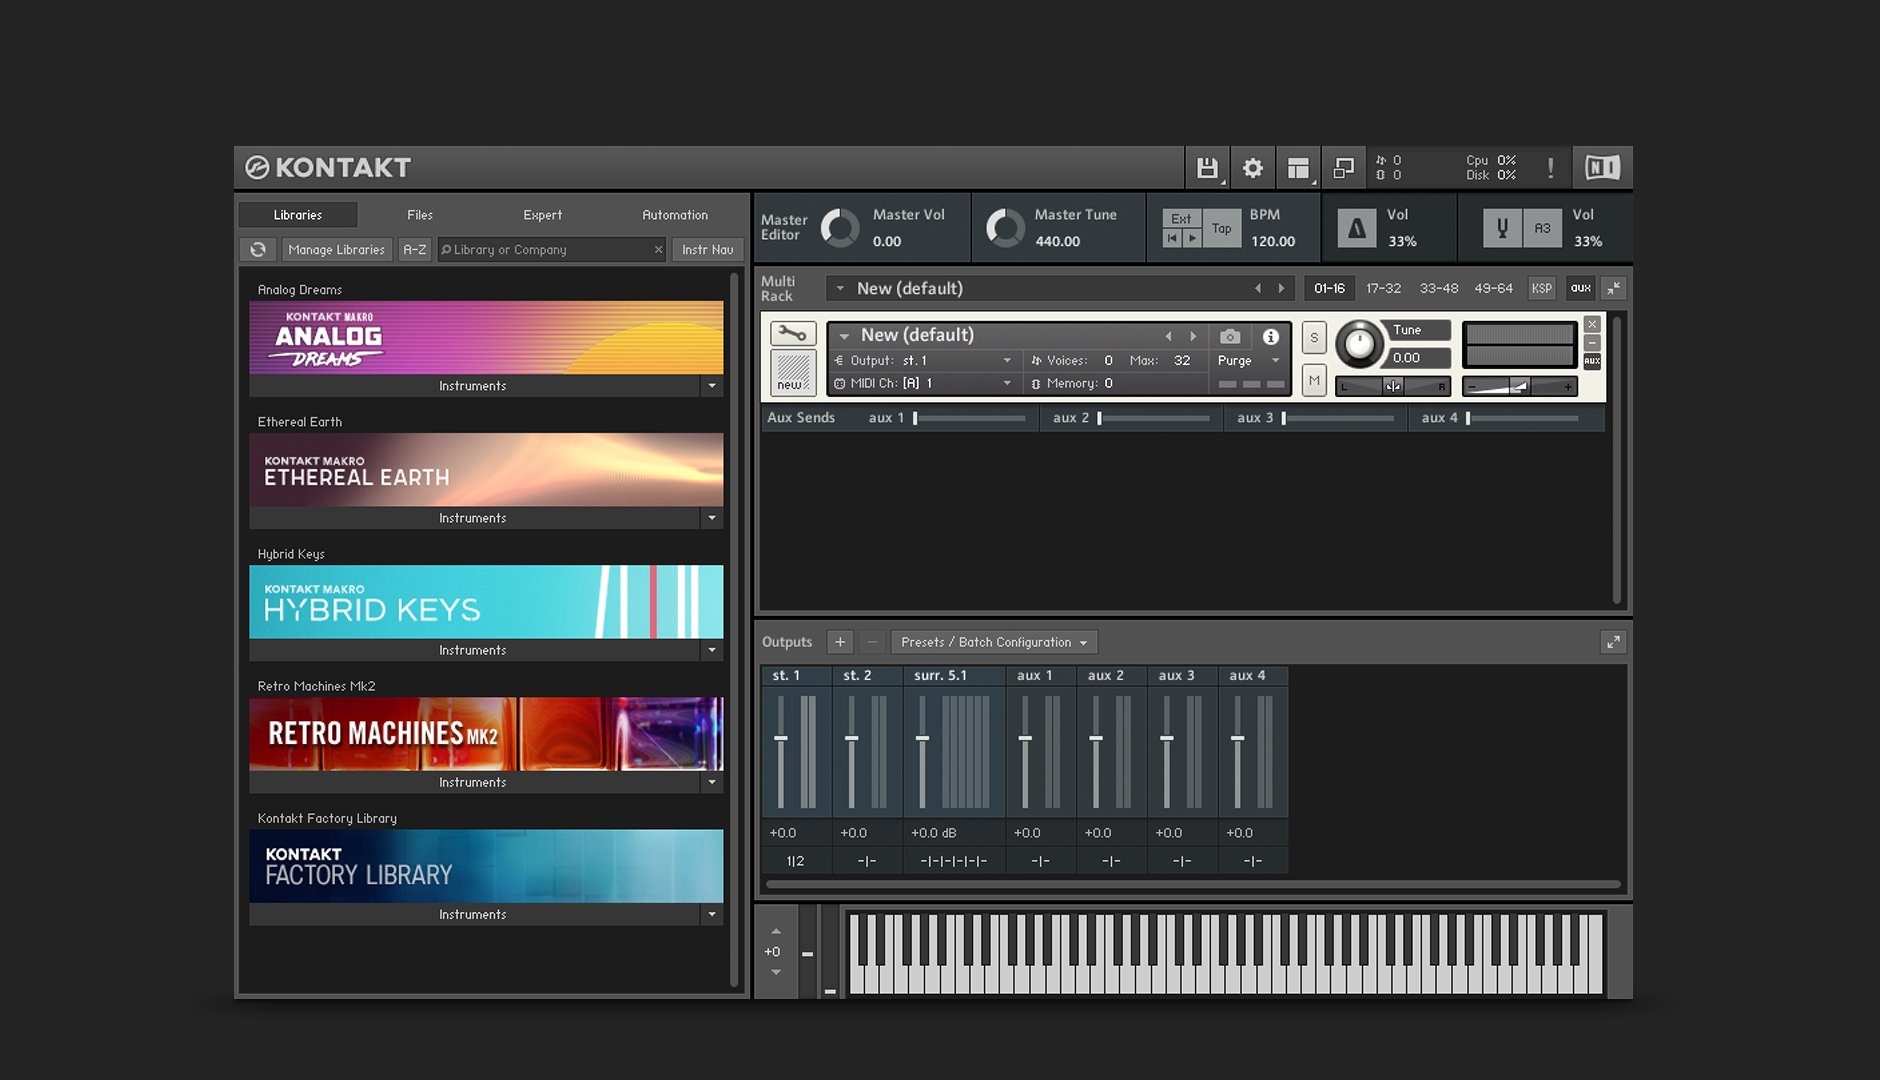 KONTAKT
0
0
Cpu 0%
Disk 0%
!
NI
Libraries
Files
Expert
Automation
Manage Libraries
A-Z
Library or Company
×
Instr Nav
Analog Dreams
KONTAKT MAKRO
ANALOG
DREAMS
Instruments
Ethereal Earth
KONTAKT MAKRO
ETHEREAL EARTH
Instruments
Hybrid Keys
KONTAKT MAKRO
HYBRID KEYS
Instruments
Retro Machines Mk2
RETRO MACHINES MK2
Instruments
Kontakt Factory Library
KONTAKT
FACTORY LIBRARY
Instruments
Master
Editor
Master Vol
0.00
Master Tune
440.00
Ext
Tap
BPM
120.00
Vol
33%
A3
Vol
33%
Multi
Rack
New (default)
01-16
17-32
33-48
49-64
KSP
aux
new
New (default)
Output: st. 1
Voices: 0 Max: 32
Purge
MIDI Ch: [A] 1
Memory: 0
S
M
Tune
0.00
L
R
-
+
×
-
AUX
Aux Sends
aux 1
aux 2
aux 3
aux 4
Outputs
+
-
Presets / Batch Configuration
st. 1
st. 2
surr. 5.1
aux 1
aux 2
aux 3
aux 4
+0.0
+0.0
+0.0 dB
+0.0
+0.0
+0.0
+0.0
1|2
-|-
-|-|-|-|-|-
-|-
-|-
-|-
-|-
+0